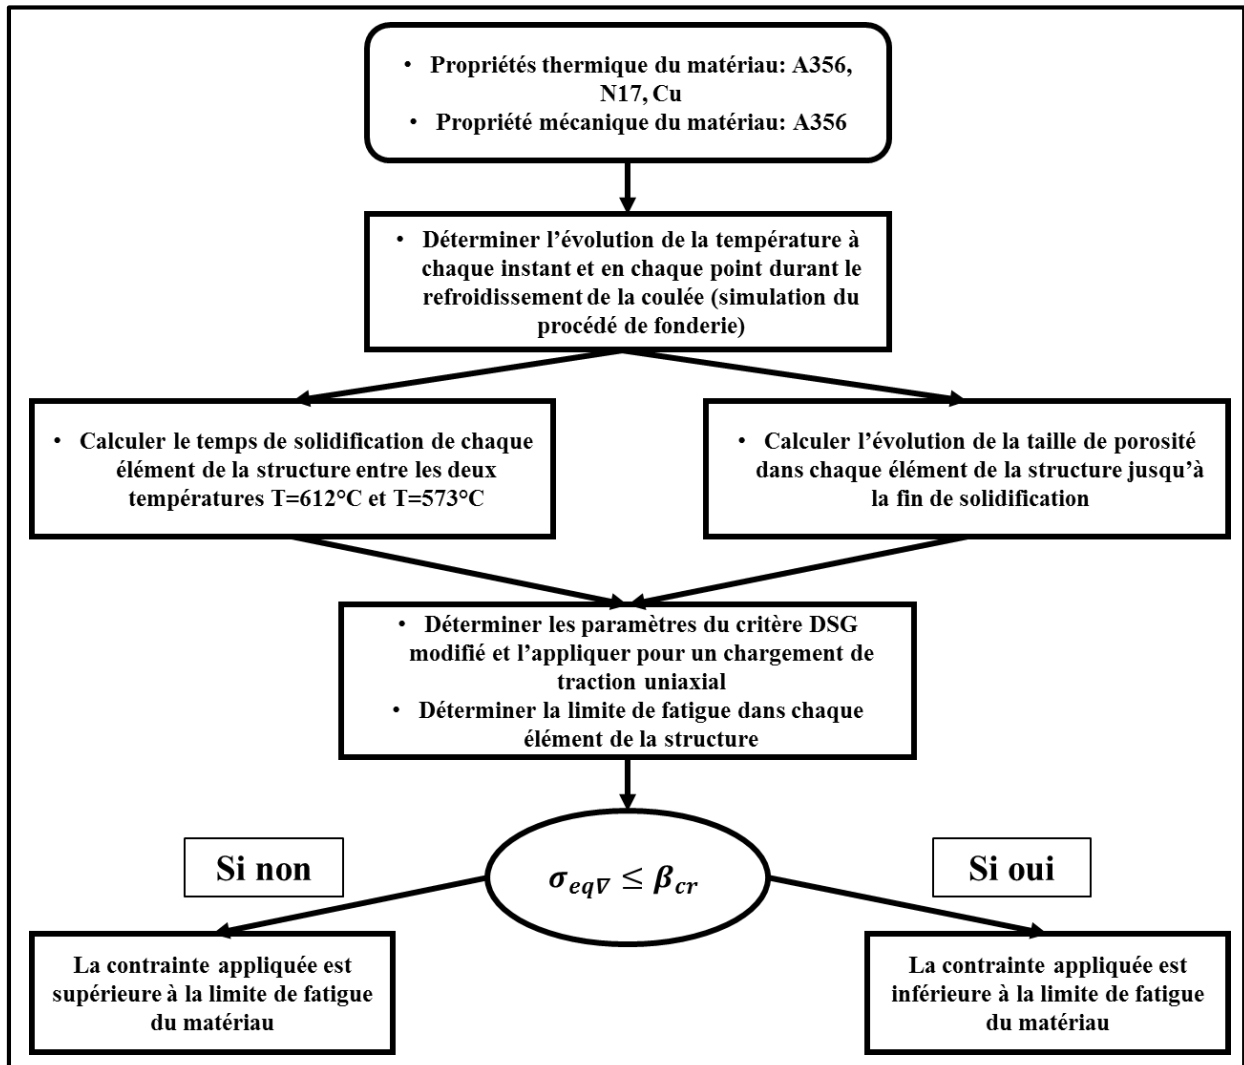 • Propriétés thermique du matériau: A356,
N17, Cu
• Propriété mécanique du matériau: A356
• Déterminer l’évolution de la température à
chaque instant et en chaque point durant le
refroidissement de la coulée (simulation du
procédé de fonderie)
• Calculer le temps de solidification de chaque
élément de la structure entre les deux
températures T=612°C et T=573°C
• Calculer l’évolution de la taille de porosité
dans chaque élément de la structure jusqu’à
la fin de solidification
• Déterminer les paramètres du critère DSG
modifié et l’appliquer pour un chargement de
traction uniaxial
• Déterminer la limite de fatigue dans chaque
élément de la structure
Si non
σeq∇ ≤ βcr
Si oui
La contrainte appliquée est
supérieure à la limite de fatigue
du matériau
La contrainte appliquée est
inférieure à la limite de fatigue
du matériau